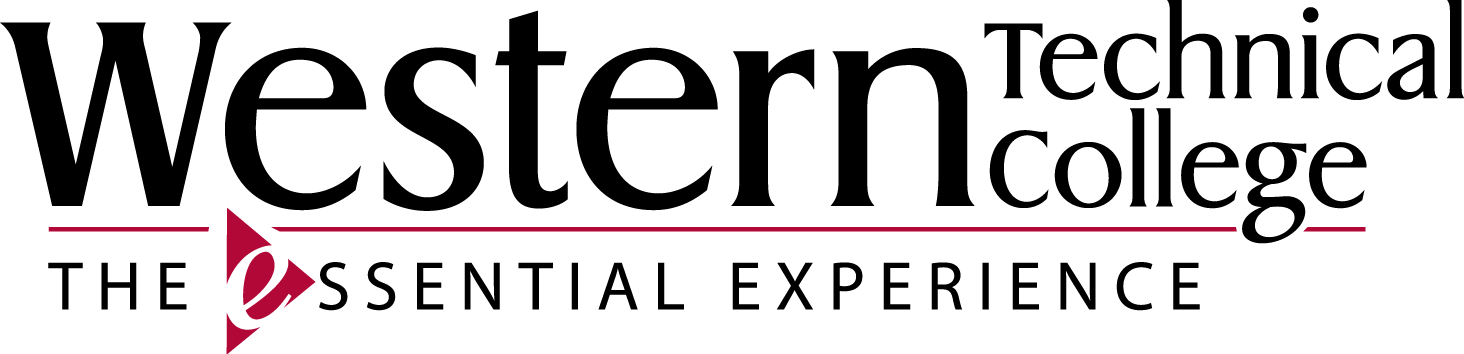 Western Technical College
THE eSSENTIAL EXPERIENCE